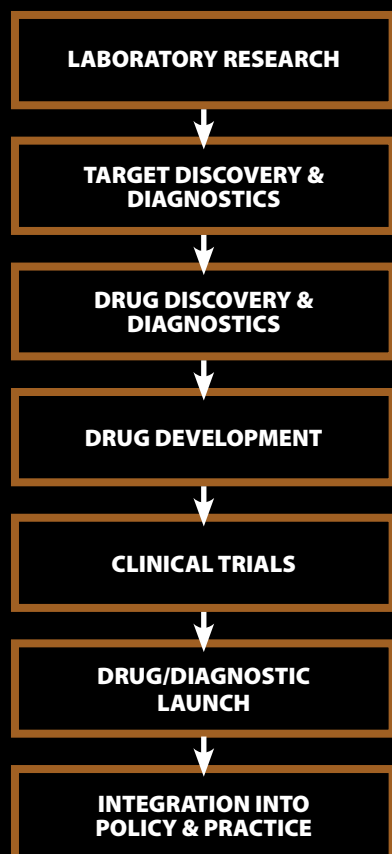 LABORATORY RESEARCH
TARGET DISCOVERY &
DIAGNOSTICS
DRUG DISCOVERY &
DIAGNOSTICS
DRUG DEVELOPMENT
CLINICAL TRIALS
DRUG/DIAGNOSTIC
LAUNCH
INTEGRATION INTO
POLICY & PRACTICE